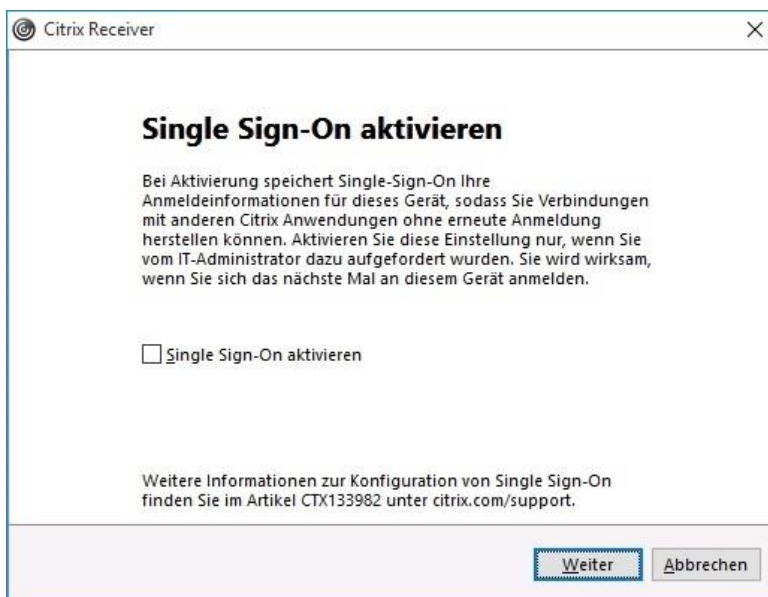 Citrix Receiver
Single Sign-On aktivieren
Bei Aktivierung speichert Single-Sign-On Ihre
Anmeldeinformationen für dieses Gerät, sodass Sie Verbindungen
mit anderen Citrix Anwendungen ohne erneute Anmeldung
herstellen können. Aktivieren Sie diese Einstellung nur, wenn Sie
vom IT-Administrator dazu aufgefordert wurden. Sie wird wirksam,
wenn Sie sich das nächste Mal an diesem Gerät anmelden.
Single Sign-On aktivieren
Weitere Informationen zur Konfiguration von Single Sign-On
finden Sie im Artikel CTX133982 unter citrix.com/support.
Weiter Abbrechen